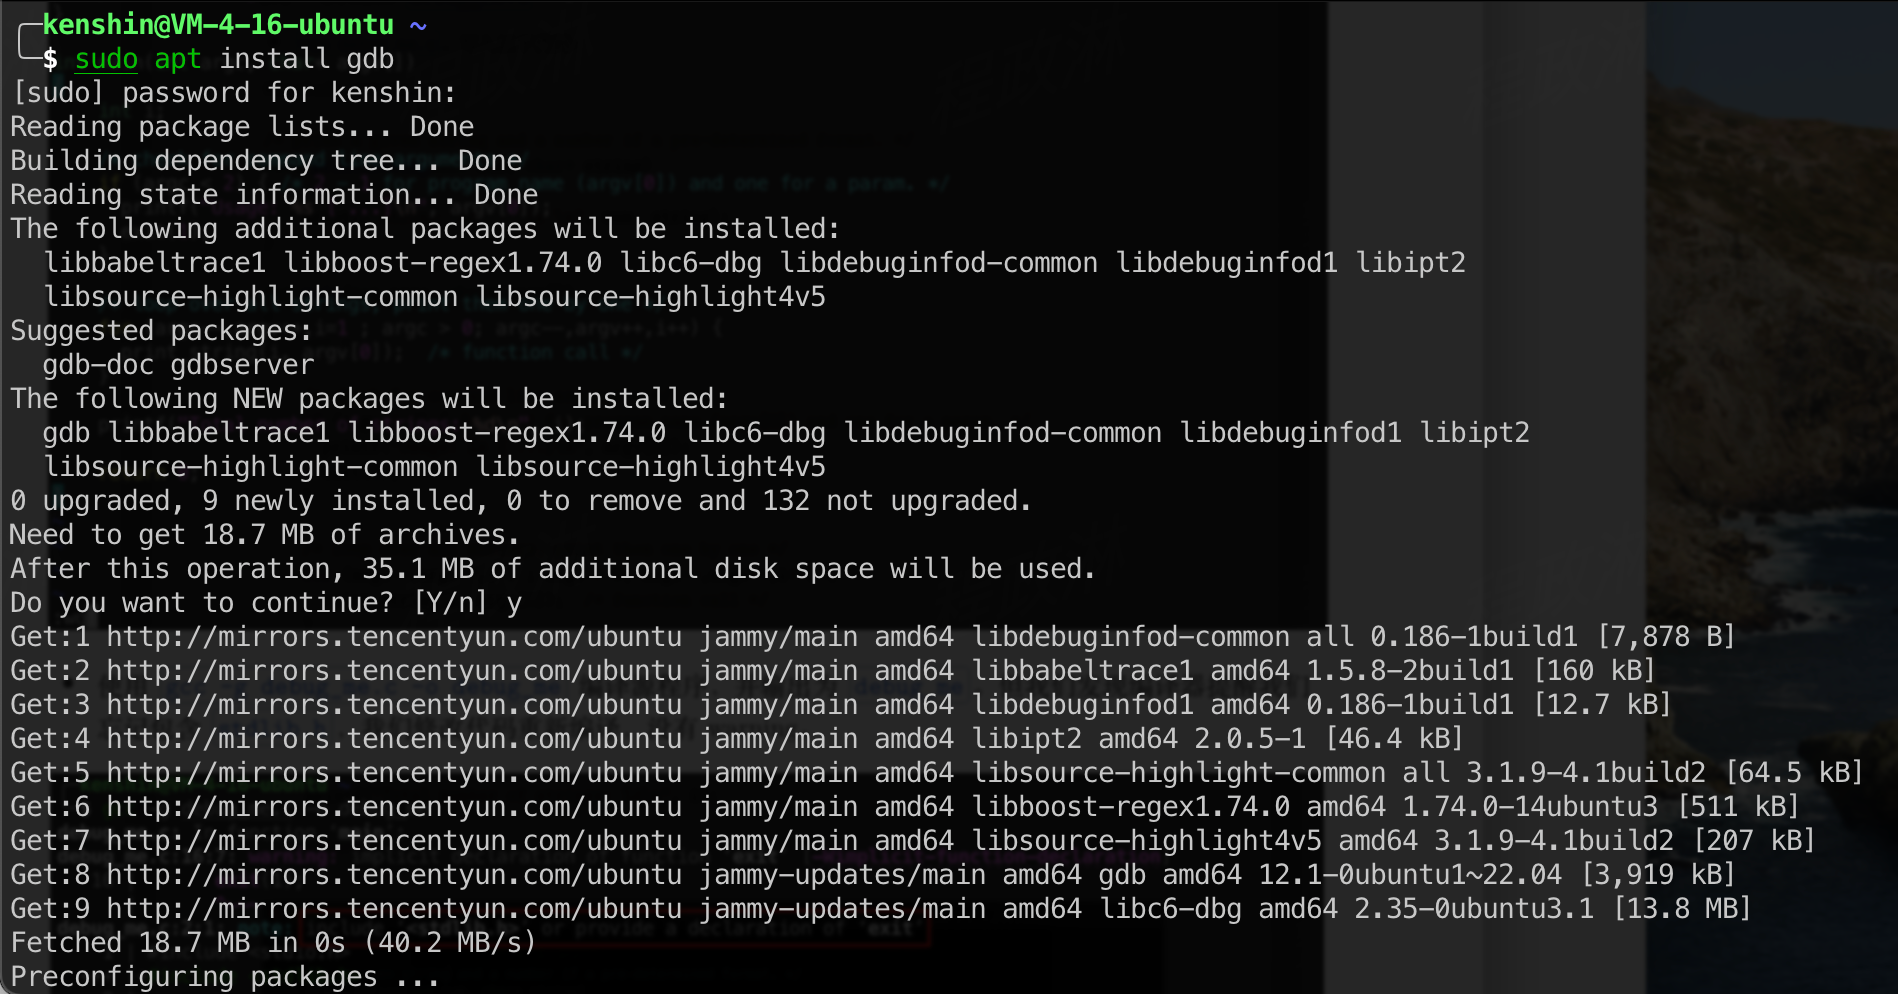 kenshin@VM-4-16-ubuntu ~
$ sudo apt install gdb
[sudo] password for kenshin:
Reading package lists... Done
Building dependency tree... Done
Reading state information... Done
The following additional packages will be installed:
  libbabeltrace1 libboost-regex1.74.0 libc6-dbg libdebuginfod-common libdebuginfod1 libipt2
  libsource-highlight-common libsource-highlight4v5
Suggested packages:
  gdb-doc gdbserver
The following NEW packages will be installed:
  gdb libbabeltrace1 libboost-regex1.74.0 libc6-dbg libdebuginfod-common libdebuginfod1 libipt2
  libsource-highlight-common libsource-highlight4v5
0 upgraded, 9 newly installed, 0 to remove and 132 not upgraded.
Need to get 18.7 MB of archives.
After this operation, 35.1 MB of additional disk space will be used.
Do you want to continue? [Y/n] y
Get:1 http://mirrors.tencentyun.com/ubuntu jammy/main amd64 libdebuginfod-common all 0.186-1build1 [7,878 B]
Get:2 http://mirrors.tencentyun.com/ubuntu jammy/main amd64 libbabeltrace1 amd64 1.5.8-2build1 [160 kB]
Get:3 http://mirrors.tencentyun.com/ubuntu jammy/main amd64 libdebuginfod1 amd64 0.186-1build1 [12.7 kB]
Get:4 http://mirrors.tencentyun.com/ubuntu jammy/main amd64 libipt2 amd64 2.0.5-1 [46.4 kB]
Get:5 http://mirrors.tencentyun.com/ubuntu jammy/main amd64 libsource-highlight-common all 3.1.9-4.1build2 [64.5 kB]
Get:6 http://mirrors.tencentyun.com/ubuntu jammy/main amd64 libboost-regex1.74.0 amd64 1.74.0-14ubuntu3 [511 kB]
Get:7 http://mirrors.tencentyun.com/ubuntu jammy/main amd64 libsource-highlight4v5 amd64 3.1.9-4.1build2 [207 kB]
Get:8 http://mirrors.tencentyun.com/ubuntu jammy-updates/main amd64 gdb amd64 12.1-0ubuntu1~22.04 [3,919 kB]
Get:9 http://mirrors.tencentyun.com/ubuntu jammy-updates/main amd64 libc6-dbg amd64 2.35-0ubuntu3.1 [13.8 MB]
Fetched 18.7 MB in 0s (40.2 MB/s)
Preconfiguring packages ...